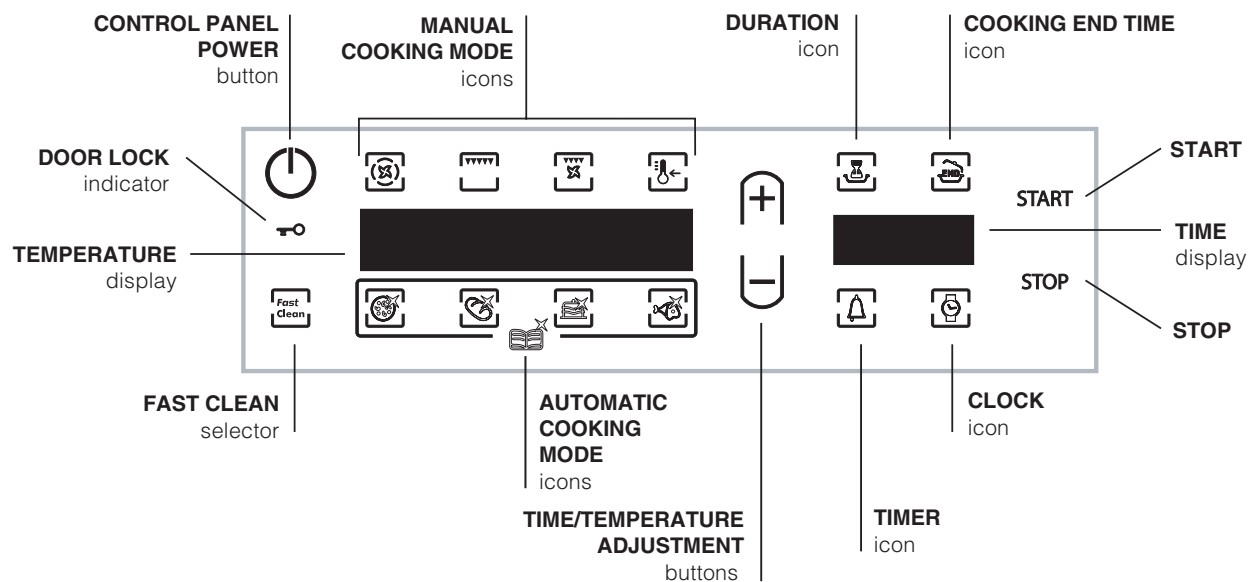 CONTROL PANEL
POWER
button
MANUAL
COOKING MODE
icons
DURATION
icon
COOKING END TIME
icon
DOOR LOCK
indicator
START
END
START
TEMPERATURE
display
TIME
display
Fast
Clean
STOP
STOP
FAST CLEAN
selector
AUTOMATIC
COOKING
MODE
icons
CLOCK
icon
TIME/TEMPERATURE
ADJUSTMENT
buttons
TIMER
icon